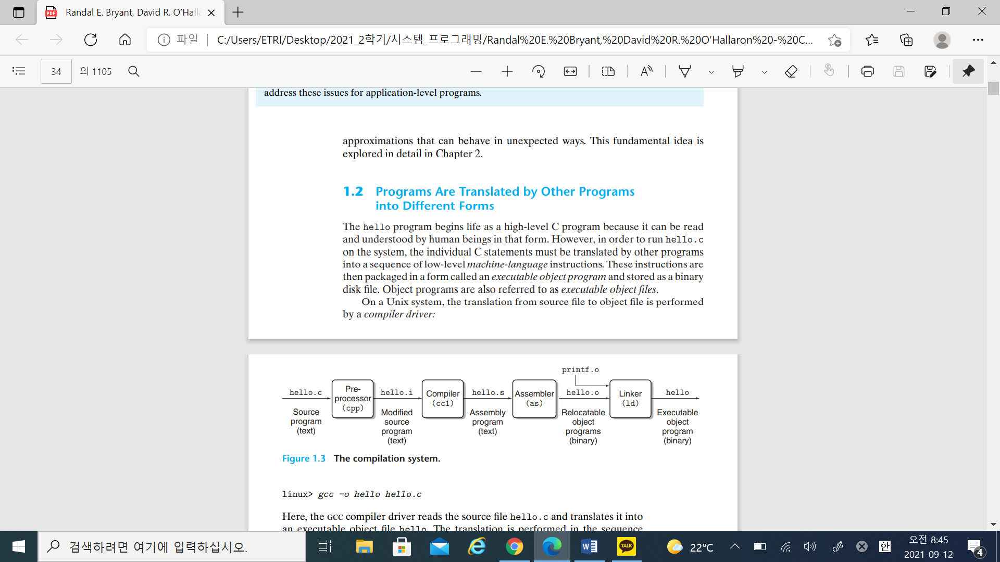 Randal E. Bryant, David R. O'Halla
파일
C:/Users/ETRI/Desktop/2021_2학기/시스템_프로그래밍/Randal%20E.%20Bryant,%20David%20R.%20O'Hallaron%20-%20C...
34 의 1105
address these issues for application-level programs.
approximations that can behave in unexpected ways. This fundamental idea is
explored in detail in Chapter 2.
1.2 Programs Are Translated by Other Programs
into Different Forms
The hello program begins life as a high-level C program because it can be read
and understood by human beings in that form. However, in order to run hello.c
on the system, the individual C statements must be translated by other programs
into a sequence of low-level machine-language instructions. These instructions are
then packaged in a form called an executable object program and stored as a binary
disk file. Object programs are also referred to as executable object files.
On a Unix system, the translation from source file to object file is performed
by a compiler driver:
printf.o
hello.c
Pre-
processor
(cpp)
hello.i
Compiler
(cc1)
hello.s
Assembler
(as)
hello.o
Linker
(ld)
hello
Source
program
(text)
Modified
source
program
(text)
Assembly
program
(text)
Relocatable
object
programs
(binary)
Executable
object
program
(binary)
Figure 1.3 The compilation system.
linux> gcc -o hello hello.c
Here, the GCC compiler driver reads the source file hello.c and translates it into
an executable object file hello. The translation is performed in the sequence
검색하려면 여기에 입력하십시오.
TALK
22°C
한
오전 8:45
2021-09-12
4